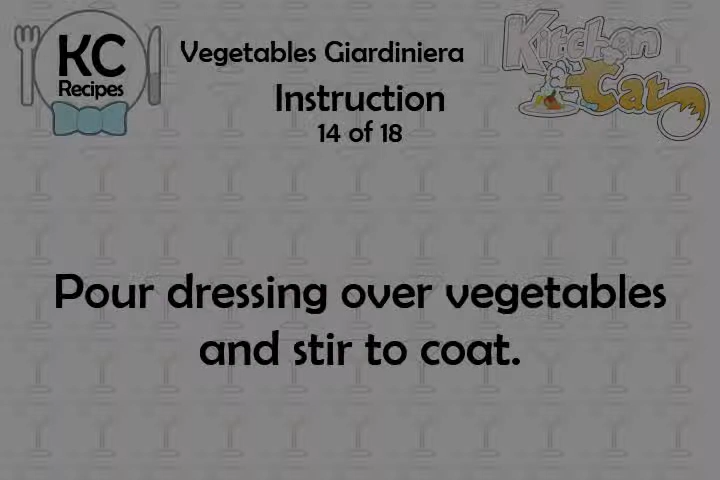 KC
Recipes
Vegetables Giardiniera
Kitchen
Cat
Instruction
14 of 18
Pour dressing over vegetables
and stir to coat.